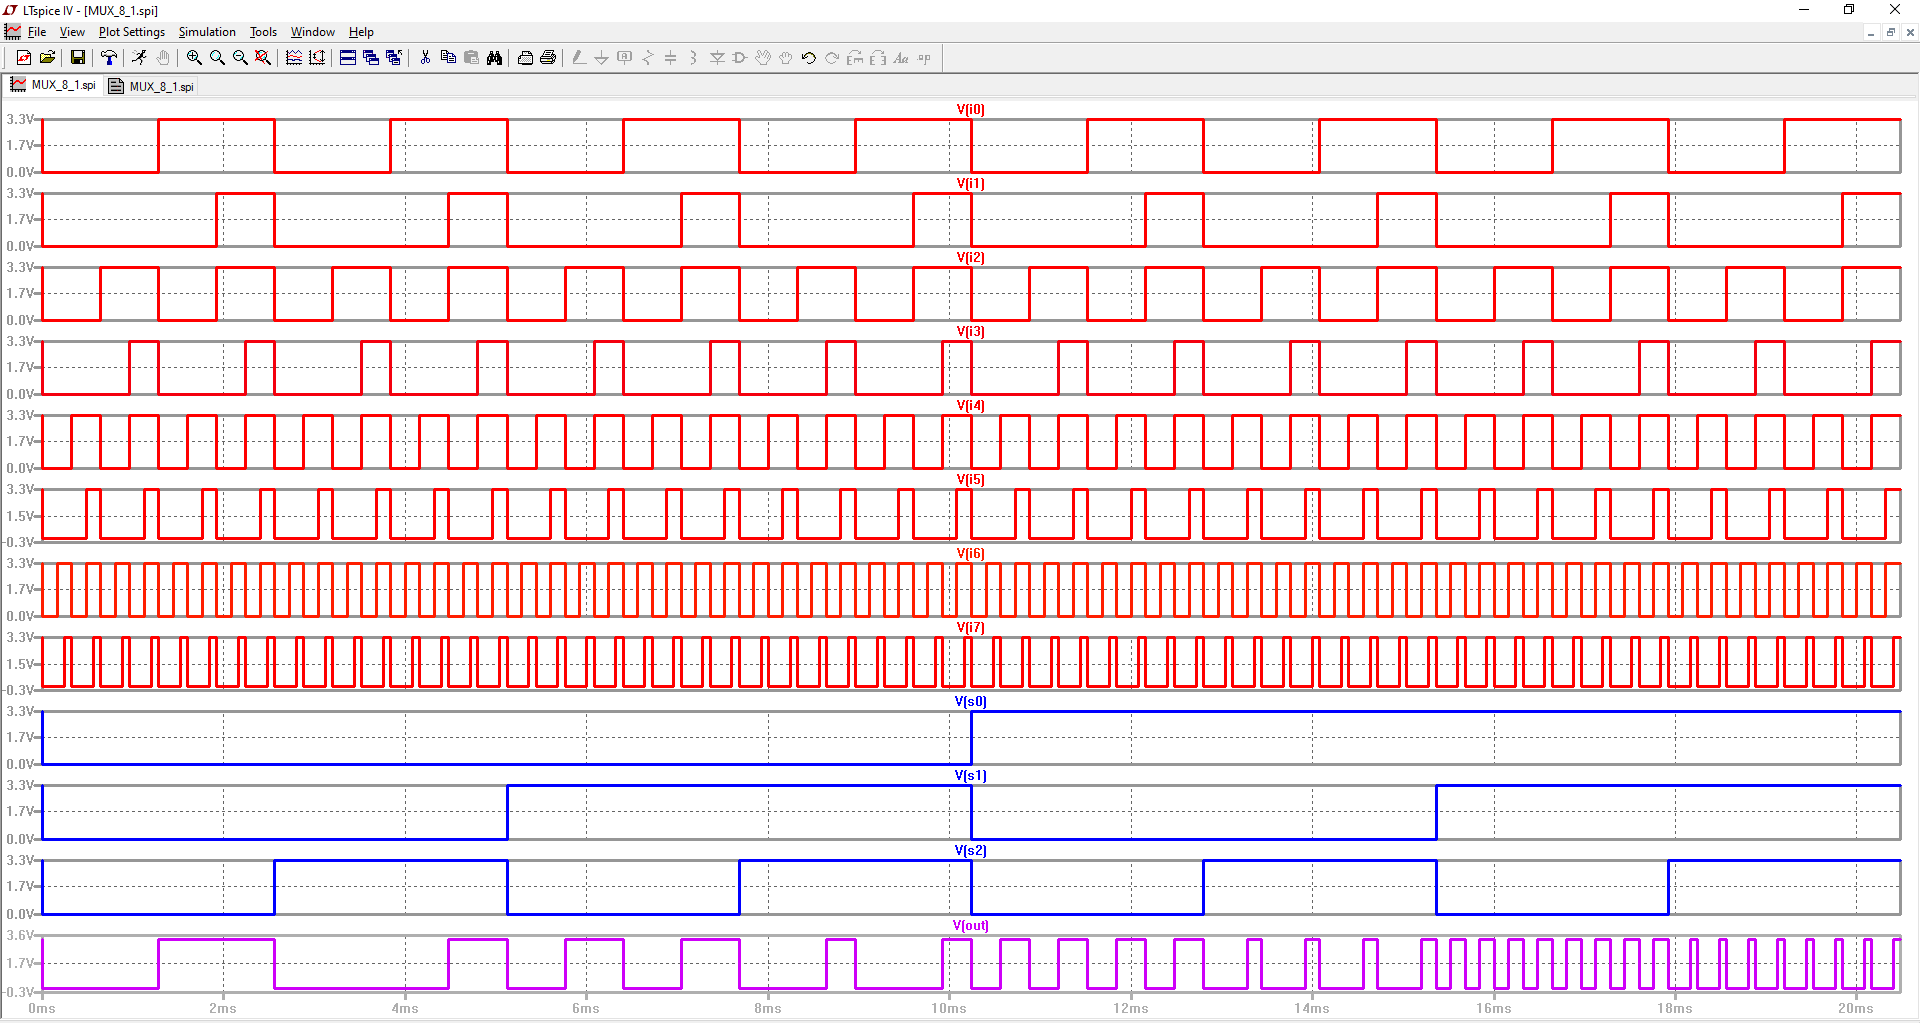 LTspice IV - [MUX_8_1.spi]
File View Plot Settings Simulation Tools Window Help
MUX_8_1.spi MUX_8_1.spi
V(i0)
3.3V
1.7V
0.0V
V(i1)
3.3V
1.7V
0.0V
V(i2)
3.3V
1.7V
0.0V
V(i3)
3.3V
1.7V
0.0V
V(i4)
3.3V
1.7V
0.0V
V(i5)
3.3V
1.5V
-0.3V
V(i6)
3.3V
1.7V
0.0V
V(i7)
3.3V
1.5V
-0.3V
V(s0)
3.3V
1.7V
0.0V
V(s1)
3.3V
1.7V
0.0V
V(s2)
3.3V
1.7V
0.0V
V(out)
3.6V
1.7V
-0.3V
0ms 2ms 4ms 6ms 8ms 10ms 12ms 14ms 16ms 18ms 20ms